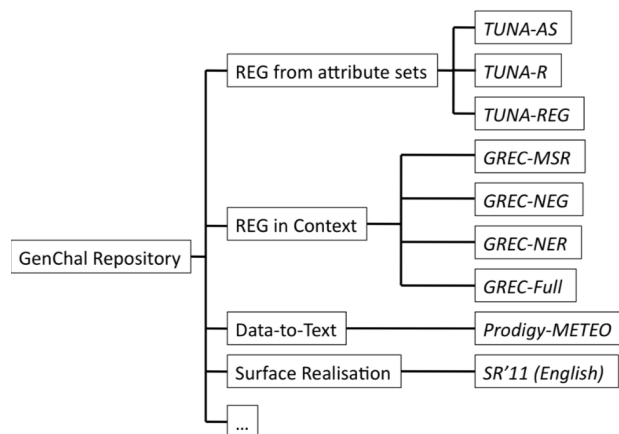 TUNA-AS
REG from attribute sets
TUNA-R
TUNA-REG
GREC-MSR
GREC-NEG
REG in Context
GREC-NER
GenChal Repository
GREC-Full
Data-to-Text
Prodigy-METEO
Surface Realisation
SR’11 (English)
...